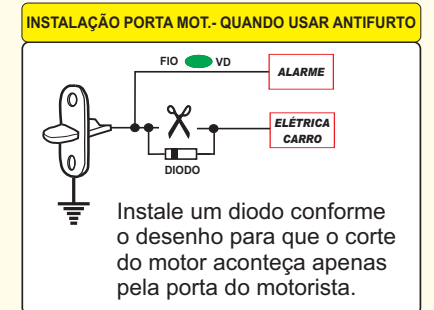 INSTALAÇÃO PORTA MOT.- QUANDO USAR ANTIFURTO
FIO VD
ALARME
ELÉTRICA
CARRO
DIODO
Instale um diodo conforme
o desenho para que o corte
do motor aconteça apenas
pela porta do motorista.